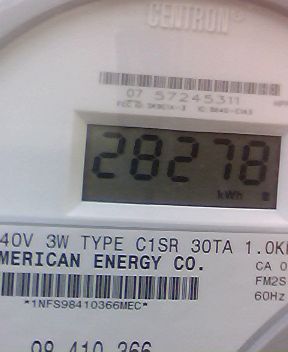 CENTRON®
07 57245311
28278
kWh
40V 3W TYPE C1SR 30TA 1.0K
MERICAN ENERGY CO.
CA 0
*1NFS98410366MEC*
FM2S
60Hz
98 410 366